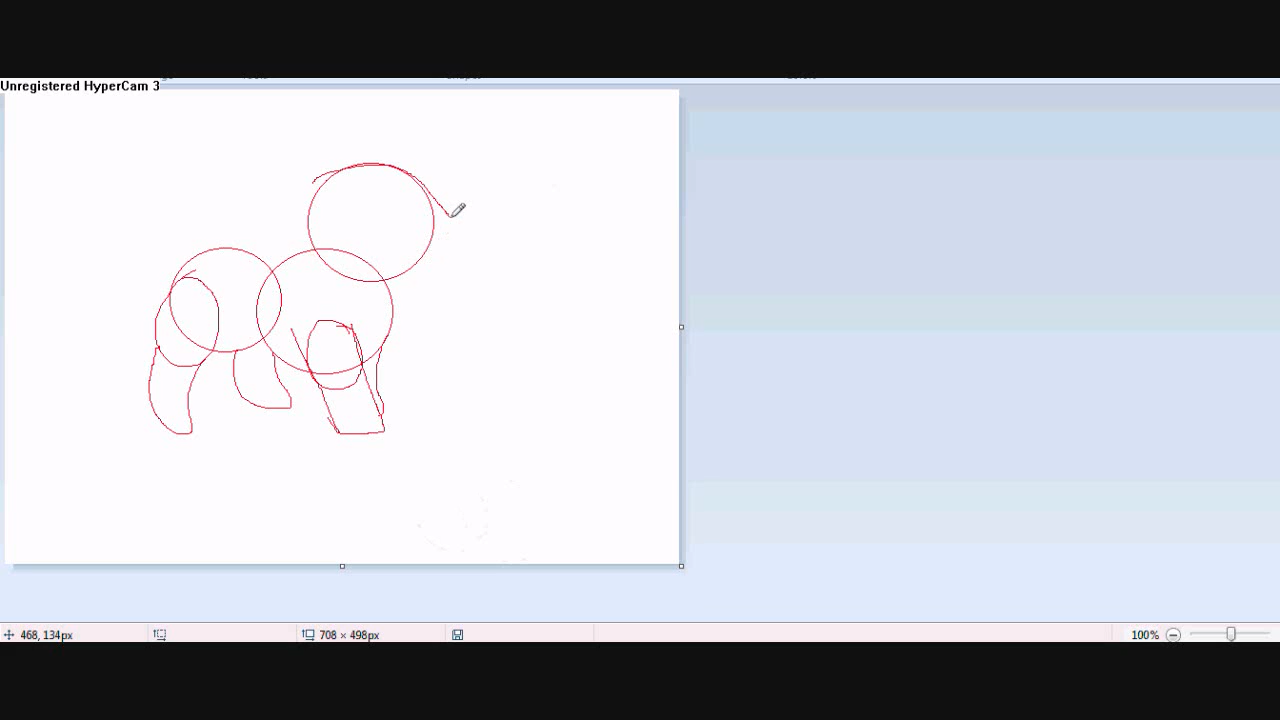 Unregistered HyperCam 3
468, 134px
708 × 498px
100%